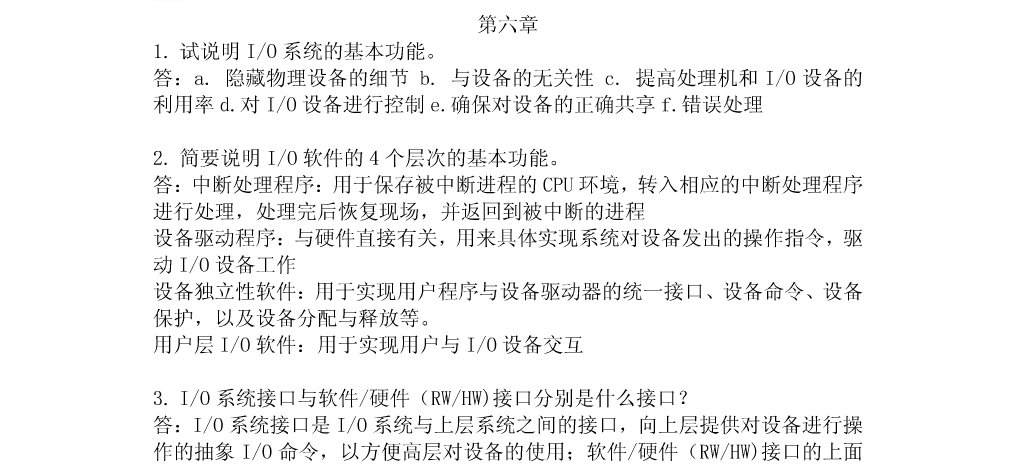 第六章
1. 试说明 I/O 系统的基本功能。
答：a. 隐藏物理设备的细节 b. 与设备的无关性 c. 提高处理机和 I/O 设备的
利用率 d.对 I/O 设备进行控制 e.确保对设备的正确共享 f.错误处理
2. 简要说明 I/O 软件的 4 个层次的基本功能。
答：中断处理程序：用于保存被中断进程的 CPU 环境，转入相应的中断处理程序
进行处理，处理完后恢复现场，并返回到被中断的进程
设备驱动程序：与硬件直接有关，用来具体实现系统对设备发出的操作指令，驱
动 I/O 设备工作
设备独立性软件：用于实现用户程序与设备驱动器的统一接口、设备命令、设备
保护，以及设备分配与释放等。
用户层 I/O 软件：用于实现用户与 I/O 设备交互
3. I/O 系统接口与软件/硬件（RW/HW)接口分别是什么接口？
答：I/O 系统接口是 I/O 系统与上层系统之间的接口，向上层提供对设备进行操
作的抽象 I/O 命令，以方便高层对设备的使用；软件/硬件（RW/HW)接口的上面